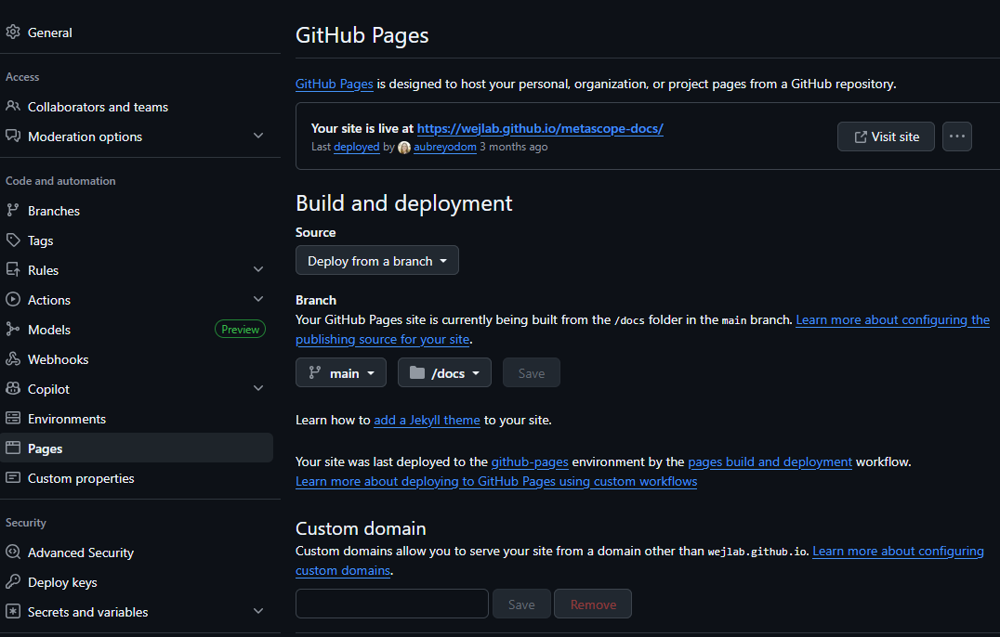 General
Access
Collaborators and teams
Moderation options
Code and automation
Branches
Tags
Rules
Actions
Models Preview
Webhooks
Copilot
Environments
Pages
Custom properties
Security
Advanced Security
Deploy keys
Secrets and variables
GitHub Pages
GitHub Pages is designed to host your personal, organization, or project pages from a GitHub repository.
Your site is live at https://wejlab.github.io/metascope-docs/
Last deployed by aubreyodom 3 months ago
Visit site
Build and deployment
Source
Deploy from a branch
Branch
Your GitHub Pages site is currently being built from the /docs folder in the main branch. Learn more about configuring the
publishing source for your site.
main /docs Save
Learn how to add a Jekyll theme to your site.
Your site was last deployed to the github-pages environment by the pages build and deployment workflow.
Learn more about deploying to GitHub Pages using custom workflows
Custom domain
Custom domains allow you to serve your site from a domain other than wejlab.github.io. Learn more about configuring
custom domains.
Save Remove